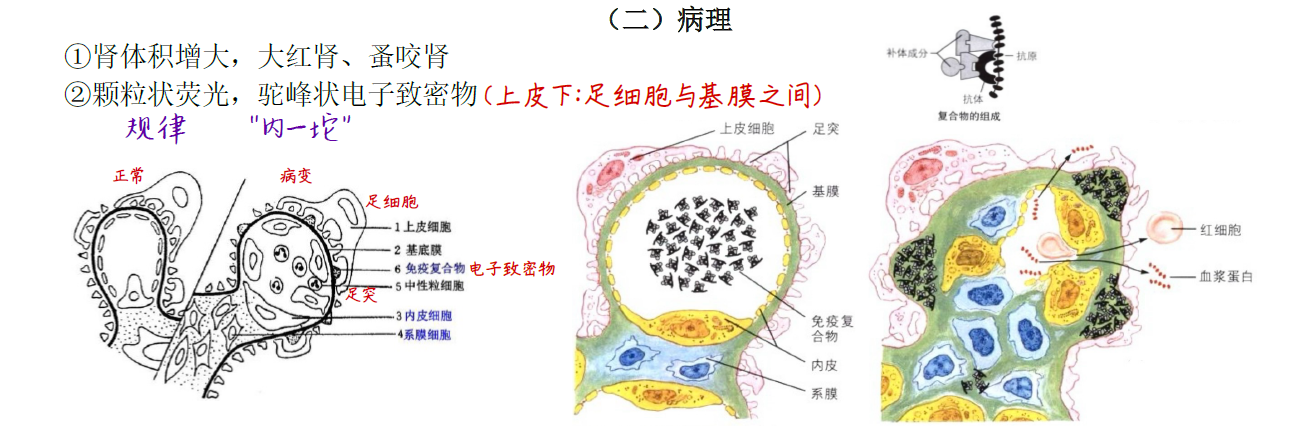 （二）病理
①肾体积增大，大红肾、蚤咬肾
②颗粒状荧光，驼峰状电子致密物(上皮下:足细胞与基膜之间)
规律 "内一坨"
正常
病变
足细胞
1上皮细胞
2 基底膜
6 免疫复合物 电子致密物
5 中性粒细胞
足突
3内皮细胞
4系膜细胞
上皮细胞
足突
基膜
免疫复
合物
内皮
系膜
补体成分
抗原
抗体
复合物的组成
红细胞
血浆蛋白